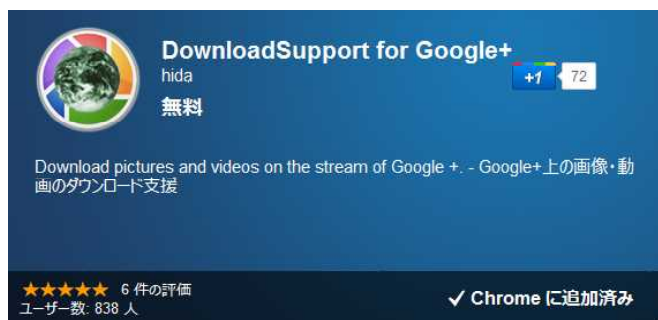 DownloadSupport for Google+
hida
+1 72
無料
Download pictures and videos on the stream of Google +. - Google+上の画像・動
画のダウンロード支援
★★★★★ 6 件の評価
ユーザー数: 838 人
✓ Chrome に追加済み